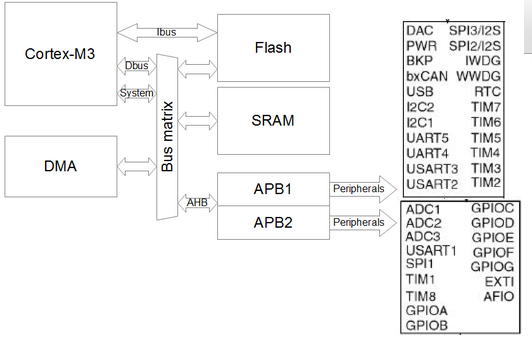 Cortex-M3
Ibus
Flash
Dbus
System
Bus matrix
SRAM
DMA
AHB
APB1
Peripherals
APB2
Peripherals
DAC SPI3/I2S
PWR SPI2/I2S
BKP IWDG
bxCAN WWDG
USB RTC
I2C2 TIM7
I2C1 TIM6
UART5 TIM5
UART4 TIM4
USART3 TIM3
USART2 TIM2
ADC1 GPIOC
ADC2 GPIOD
ADC3 GPIOE
USART1 GPIOF
SPI1 GPIOG
TIM1 EXTI
TIM8 AFIO
GPIOA
GPIOB